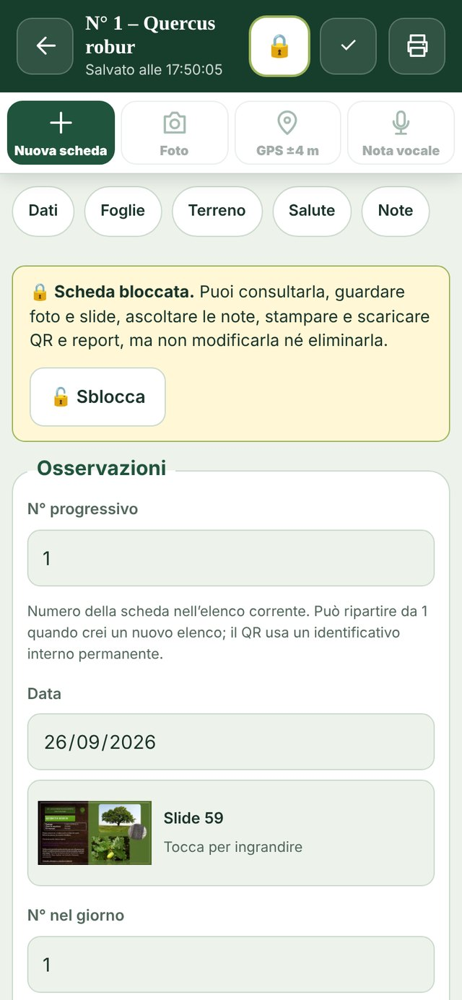 N° 1 – Quercus
robur
Salvato alle 17:50:05
Nuova scheda
Foto
GPS ±4 m
Nota vocale
Dati
Foglie
Terreno
Salute
Note
🔒 Scheda bloccata. Puoi consultarla, guardare
foto e slide, ascoltare le note, stampare e scaricare
QR e report, ma non modificarla né eliminarla.
🔓 Sblocca
Osservazioni
N° progressivo
1
Numero della scheda nell’elenco corrente. Può ripartire da 1
quando crei un nuovo elenco; il QR usa un identificativo
interno permanente.
Data
26/09/2026
Slide 59
Tocca per ingrandire
N° nel giorno
1